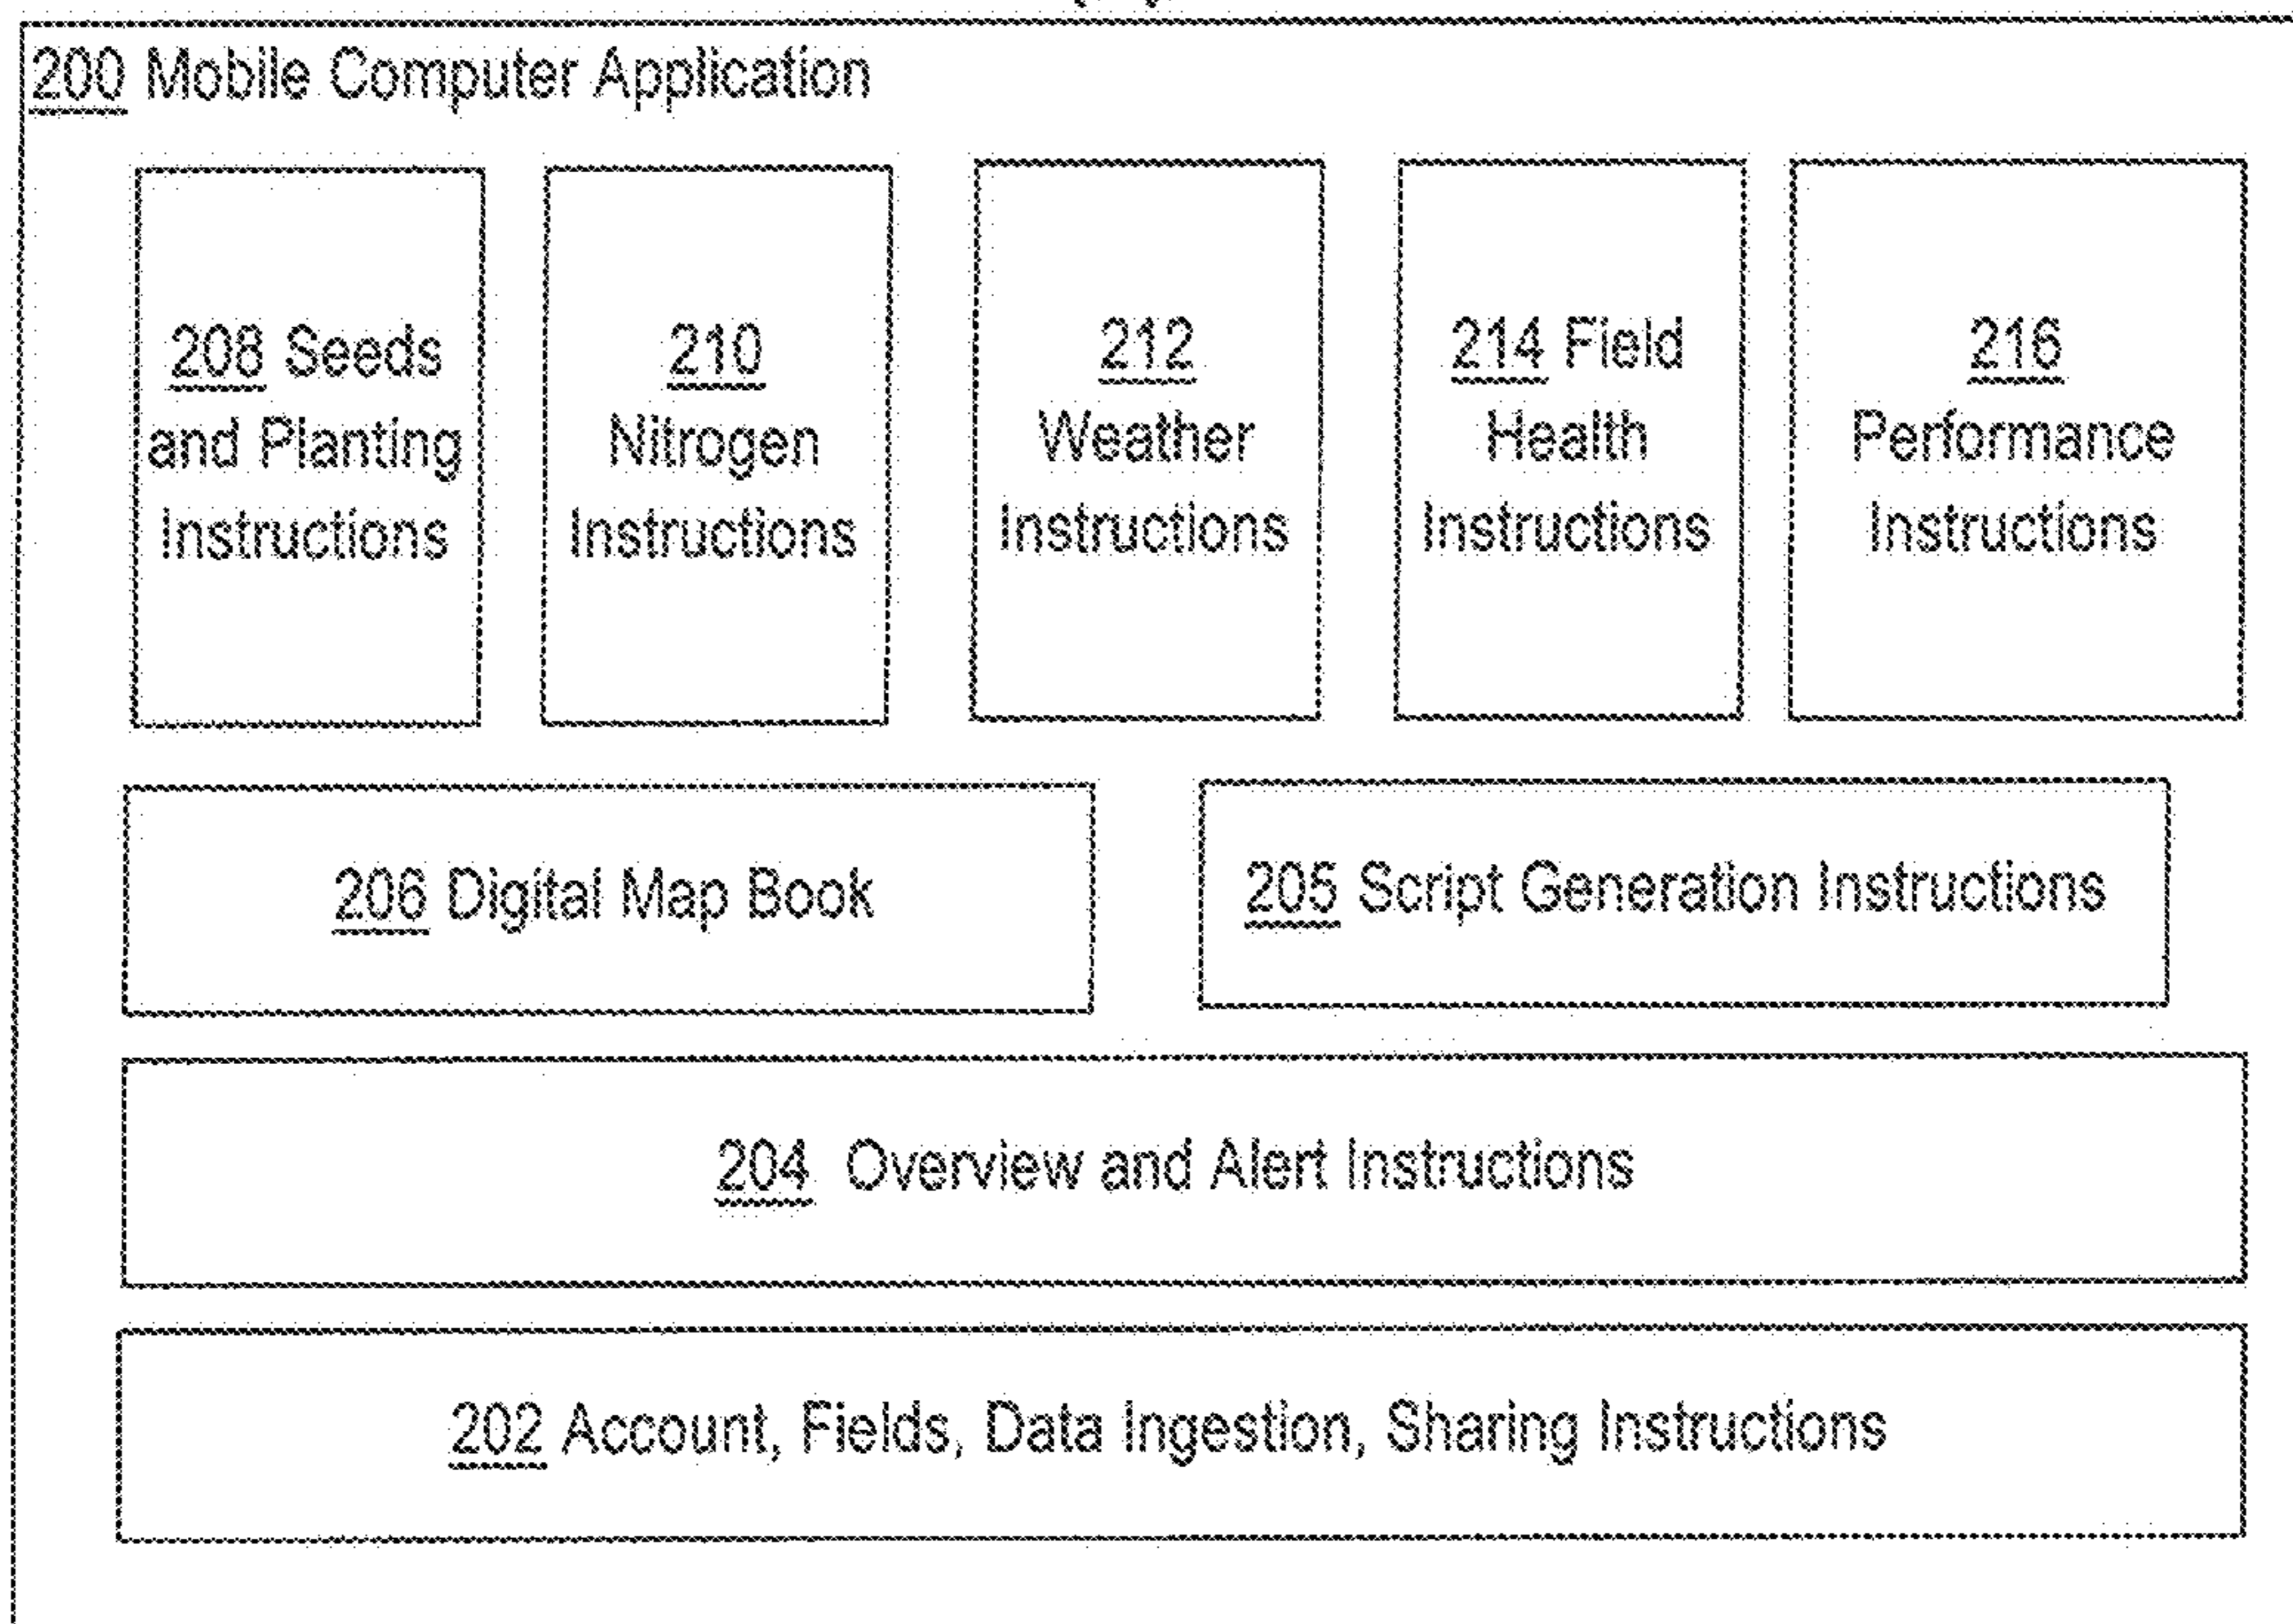 200 Mobile Computer Application
208 Seeds
and Planting
Instructions
210
Nitrogen
Instructions
212
Weather
Instructions
214 Field
Health
Instructions
216
Performance
Instructions
206 Digital Map Book
205 Script Generation Instructions
204 Overview and Alert Instructions
202 Account, Fields, Data Ingestion, Sharing Instructions